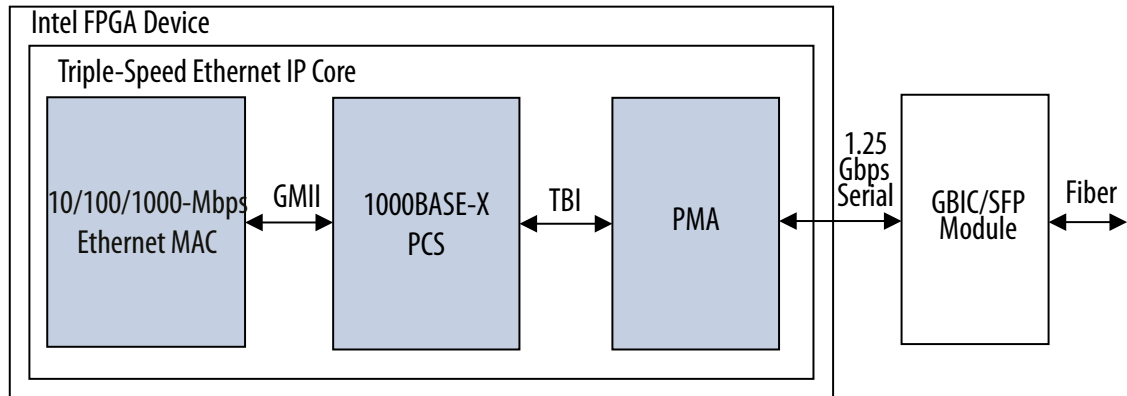 Intel FPGA Device
Triple-Speed Ethernet IP Core
10/100/1000-Mbps
Ethernet MAC
GMII
1000BASE-X
PCS
TBI
PMA
1.25
Gbps
Serial
GBIC/SFP
Module
Fiber